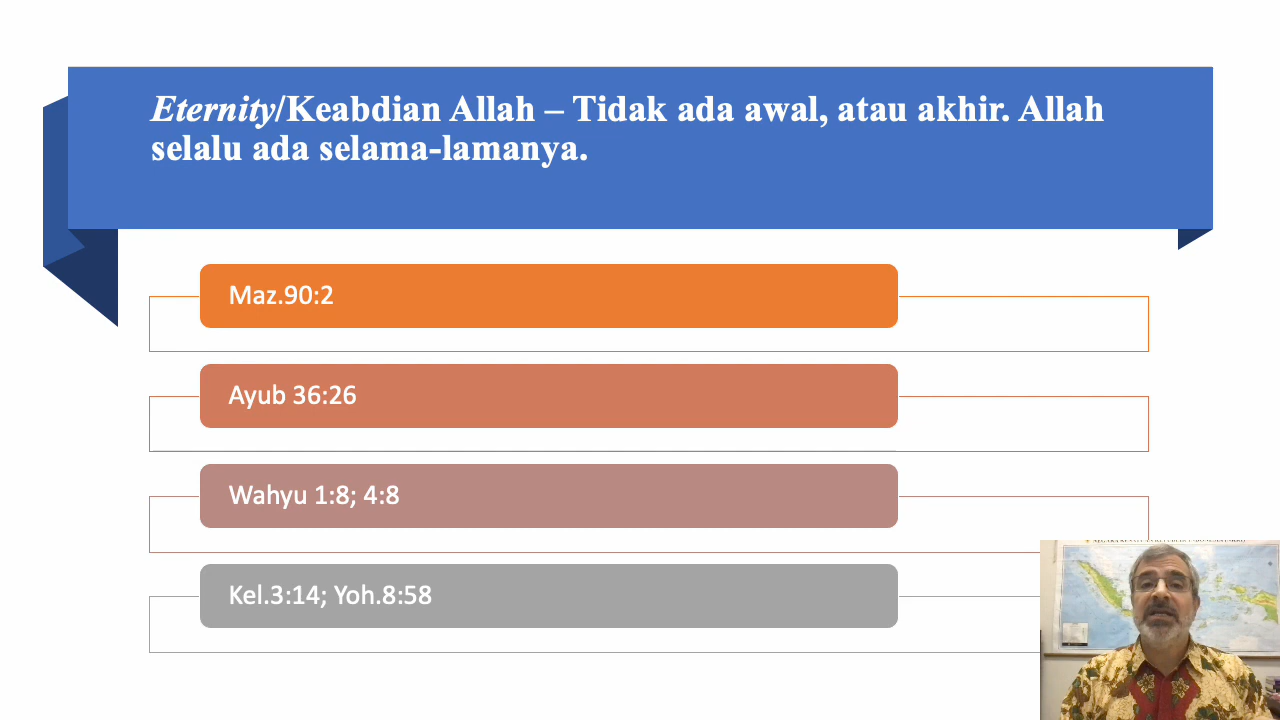 Eternity/Keabdian Allah – Tidak ada awal, atau akhir. Allah
selalu ada selama-lamanya.
Maz.90:2
Ayub 36:26
Wahyu 1:8; 4:8
Kel.3:14; Yoh.8:58